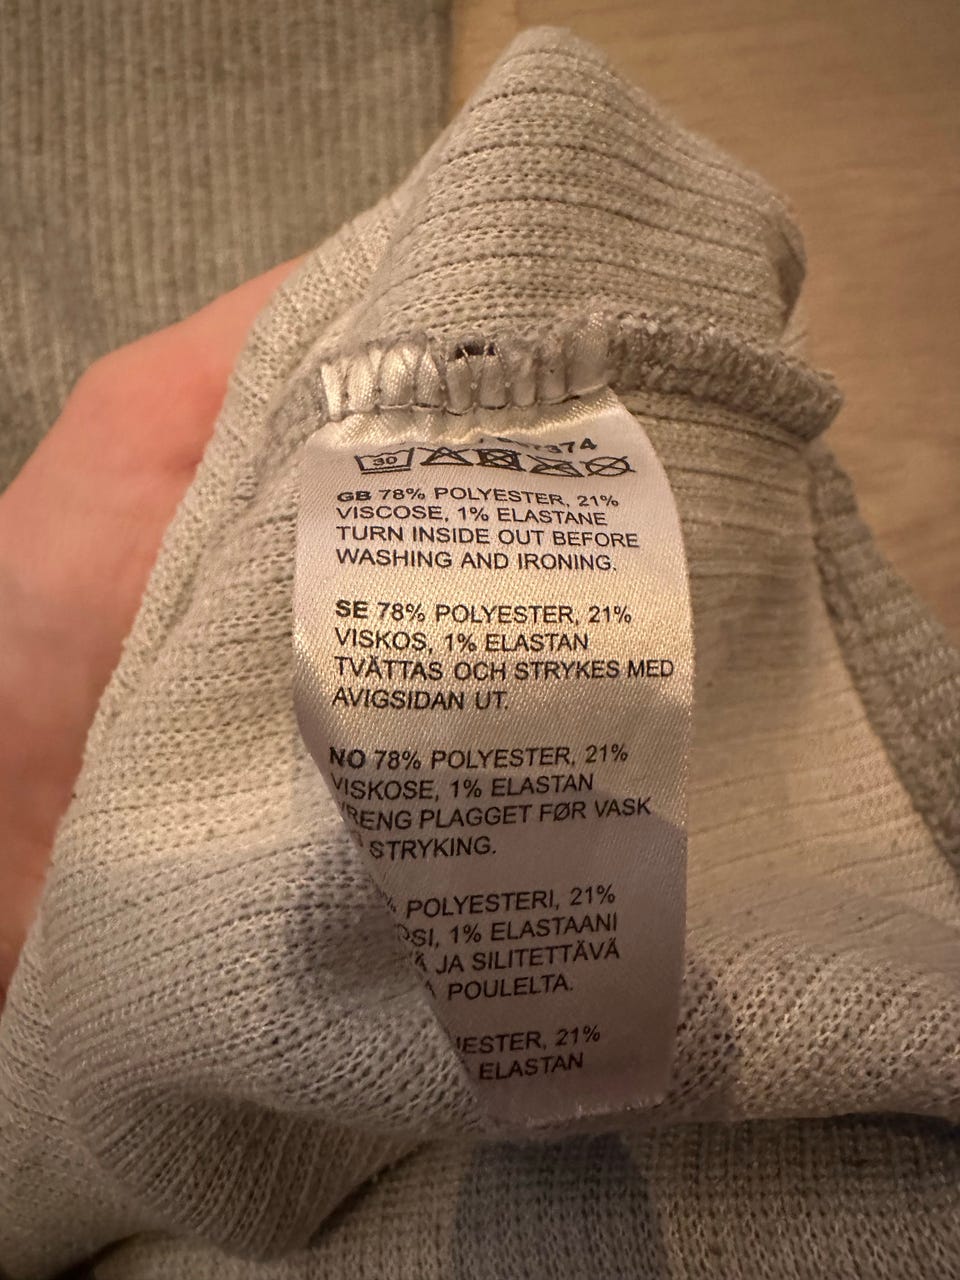 374
30
GB 78% POLYESTER, 21%
VISCOSE, 1% ELASTANE
TURN INSIDE OUT BEFORE
WASHING AND IRONING.
SE 78% POLYESTER, 21%
VISKOS, 1% ELASTAN
TVÄTTAS OCH STRYKES MED
AVIGSIDAN UT.
NO 78% POLYESTER, 21%
VISKOSE, 1% ELASTAN
PLAGGET FØR VASK
STRYKING.
POLYESTERI, 21%
1% ELASTAANI
JA SILITETTÄVÄ
POULELTA.
21%
ELASTAN